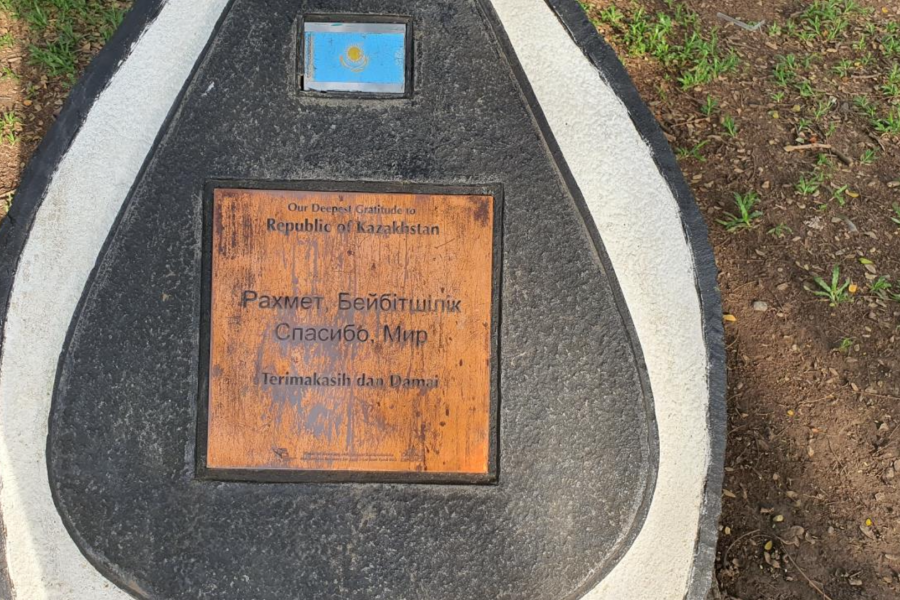 Our Deepest Gratitude to
Republic of Kazakhstan
Рахмет, Бейбітшілік
Спасибо, Мир
Terimakasih dan Damai